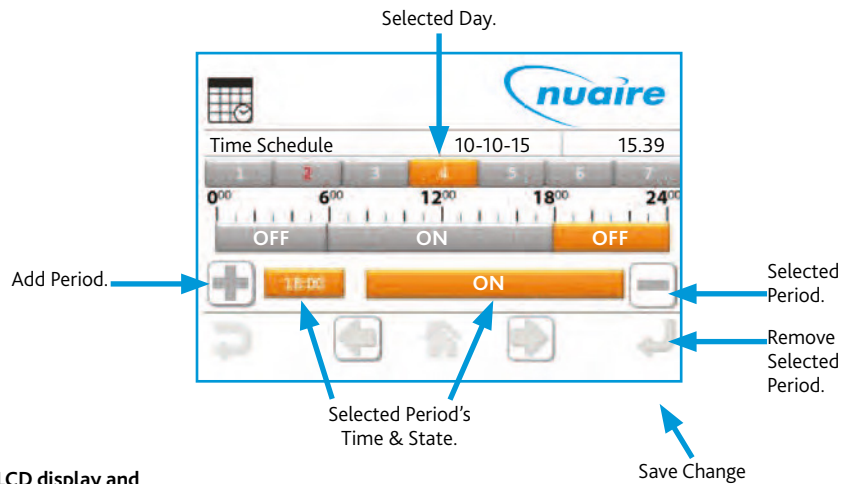 Selected Day.
nuaire
Time Schedule 10-10-15 15.39
1 2 3 4 5 6 7
0⁰⁰ 6⁰⁰ 12⁰⁰ 18⁰⁰ 24⁰⁰
OFF ON OFF
Add Period.
18:00 ON
Selected
Period.
Remove
Selected
Period.
Selected Period's
Time & State.
Save Change
LCD display and